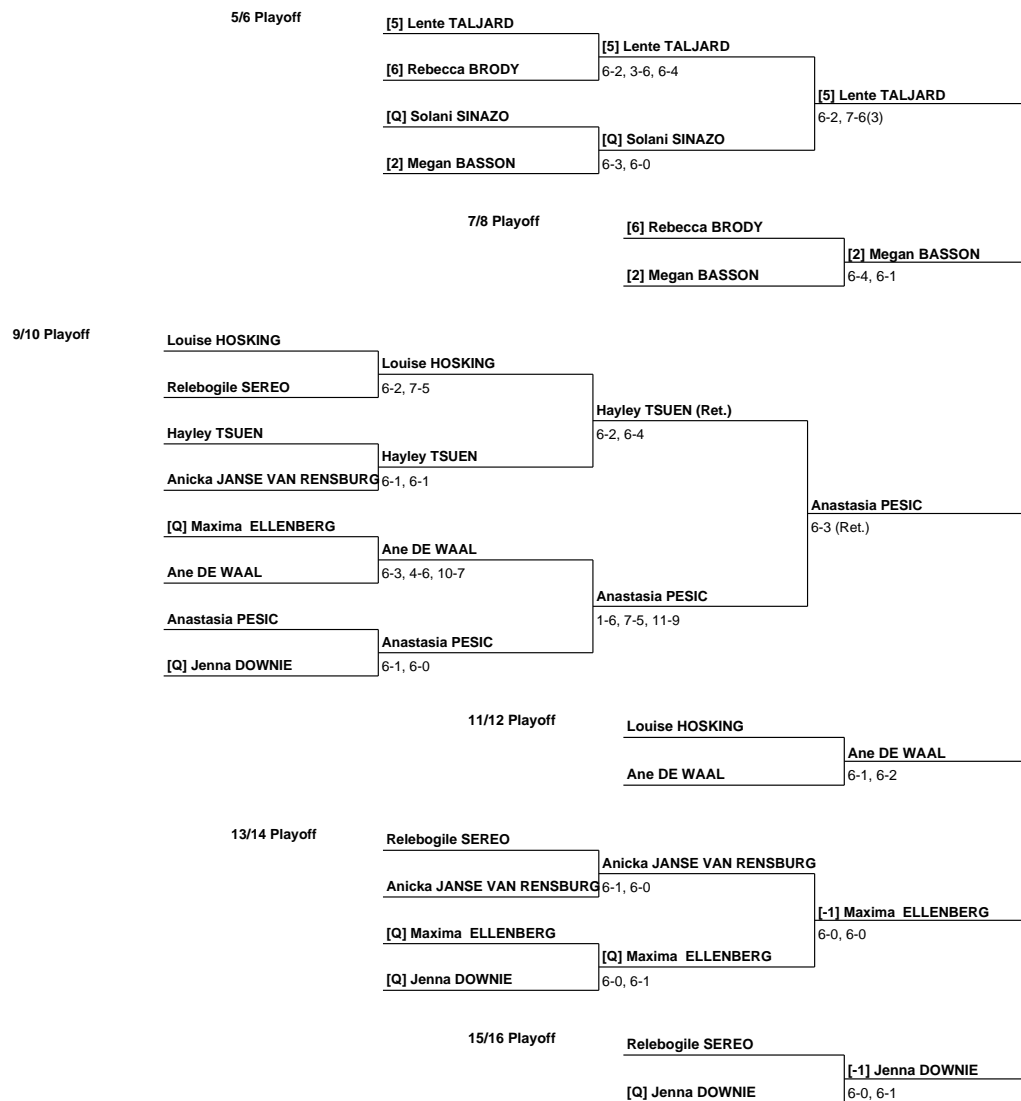 5/6 Playoff
[5] Lente TALJARD
[5] Lente TALJARD
[6] Rebecca BRODY
6-2, 3-6, 6-4
[5] Lente TALJARD
[Q] Solani SINAZO
6-2, 7-6(3)
[Q] Solani SINAZO
[2] Megan BASSON
6-3, 6-0
7/8 Playoff
[6] Rebecca BRODY
[2] Megan BASSON
[2] Megan BASSON
6-4, 6-1
9/10 Playoff
Louise HOSKING
Louise HOSKING
Relebogile SEREO
6-2, 7-5
Hayley TSUEN (Ret.)
Hayley TSUEN
6-2, 6-4
Hayley TSUEN
Anicka JANSE VAN RENSBURG
6-1, 6-1
Anastasia PESIC
[Q] Maxima ELLENBERG
6-3 (Ret.)
Ane DE WAAL
Ane DE WAAL
6-3, 4-6, 10-7
Anastasia PESIC
Anastasia PESIC
1-6, 7-5, 11-9
Anastasia PESIC
[Q] Jenna DOWNIE
6-1, 6-0
11/12 Playoff
Louise HOSKING
Ane DE WAAL
Ane DE WAAL
6-1, 6-2
13/14 Playoff
Relebogile SEREO
Anicka JANSE VAN RENSBURG
Anicka JANSE VAN RENSBURG
6-1, 6-0
[-1] Maxima ELLENBERG
[Q] Maxima ELLENBERG
6-0, 6-0
[Q] Maxima ELLENBERG
[Q] Jenna DOWNIE
6-0, 6-1
15/16 Playoff
Relebogile SEREO
[-1] Jenna DOWNIE
[Q] Jenna DOWNIE
6-0, 6-1